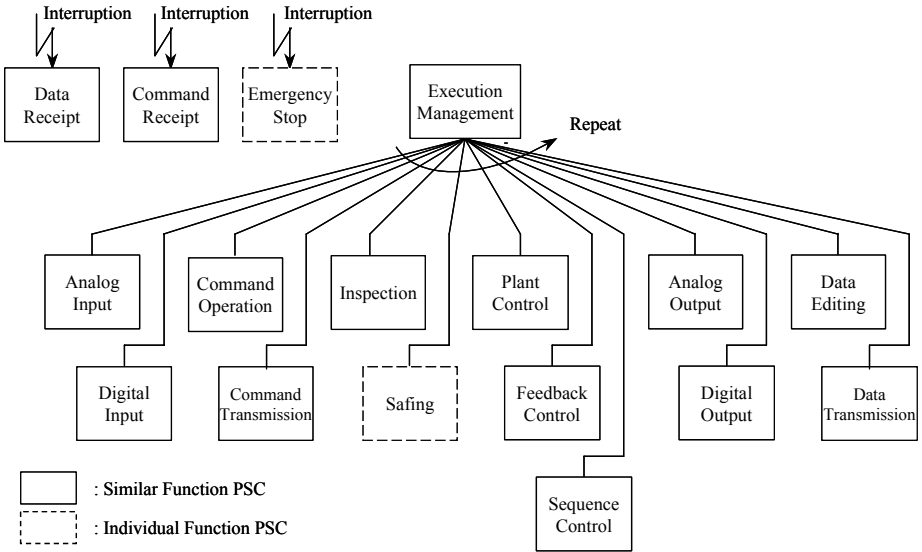 Interruption
Interruption
Interruption
Data
Receipt
Command
Receipt
Emergency
Stop
Execution
Management
Repeat
Analog
Input
Command
Operation
Inspection
Plant
Control
Analog
Output
Data
Editing
Digital
Input
Command
Transmission
Safing
Feedback
Control
Digital
Output
Data
Transmission
Sequence
Control
: Similar Function PSC
: Individual Function PSC